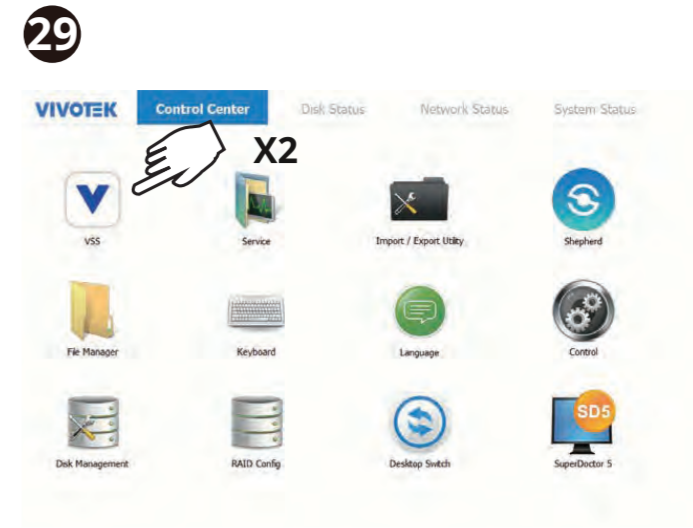 29
VIVOTEK Control Center Disk Status Network Status System Status
X2
V
VSS Service Import / Export Utility Shepherd
File Manager Keyboard Language Control
SD5
Disk Management RAID Config Desktop Switch SuperDoctor 5